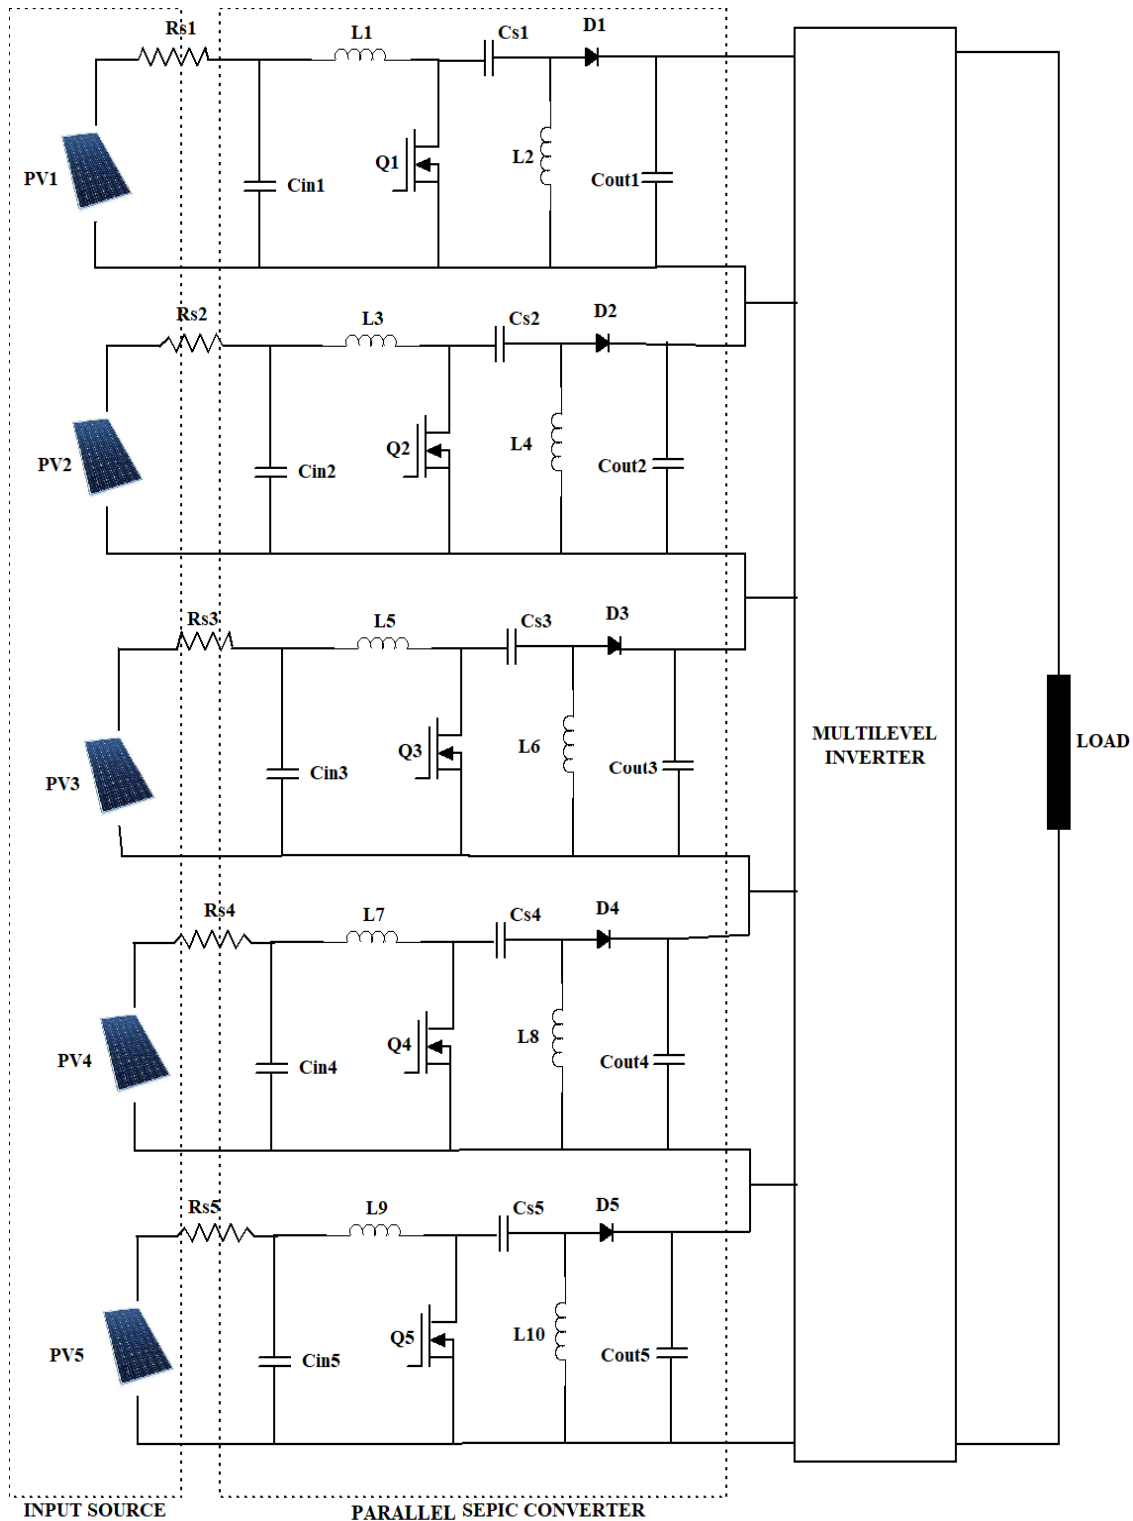 Rs1
L1
Cs1
D1
PV1
Cin1
Q1
L2
Cout1
Rs2
L3
Cs2
D2
PV2
Cin2
Q2
L4
Cout2
Rs3
L5
Cs3
D3
PV3
Cin3
Q3
L6
Cout3
MULTILEVEL
INVERTER
LOAD
Rs4
L7
Cs4
D4
PV4
Cin4
Q4
L8
Cout4
Rs5
L9
Cs5
D5
PV5
Cin5
Q5
L10
Cout5
INPUT SOURCE
PARALLEL SEPIC CONVERTER